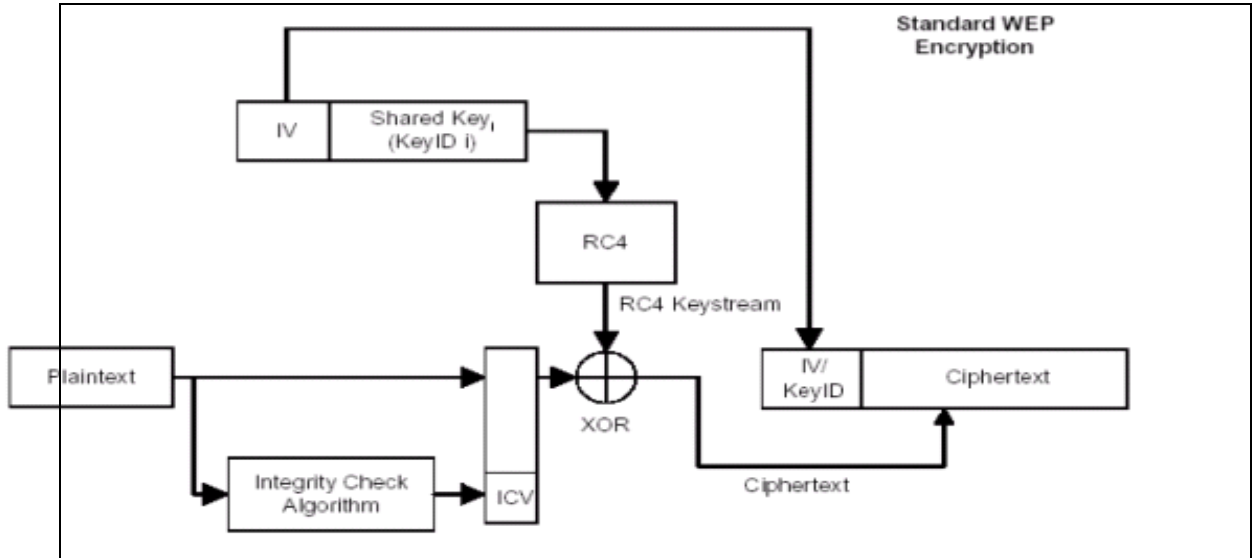 Standard WEP
Encryption
IV
Shared Keyi
(KeyID i)
RC4
RC4 Keystream
Plaintext
IV/
KeyID
Ciphertext
XOR
Integrity Check
Algorithm
ICV
Ciphertext